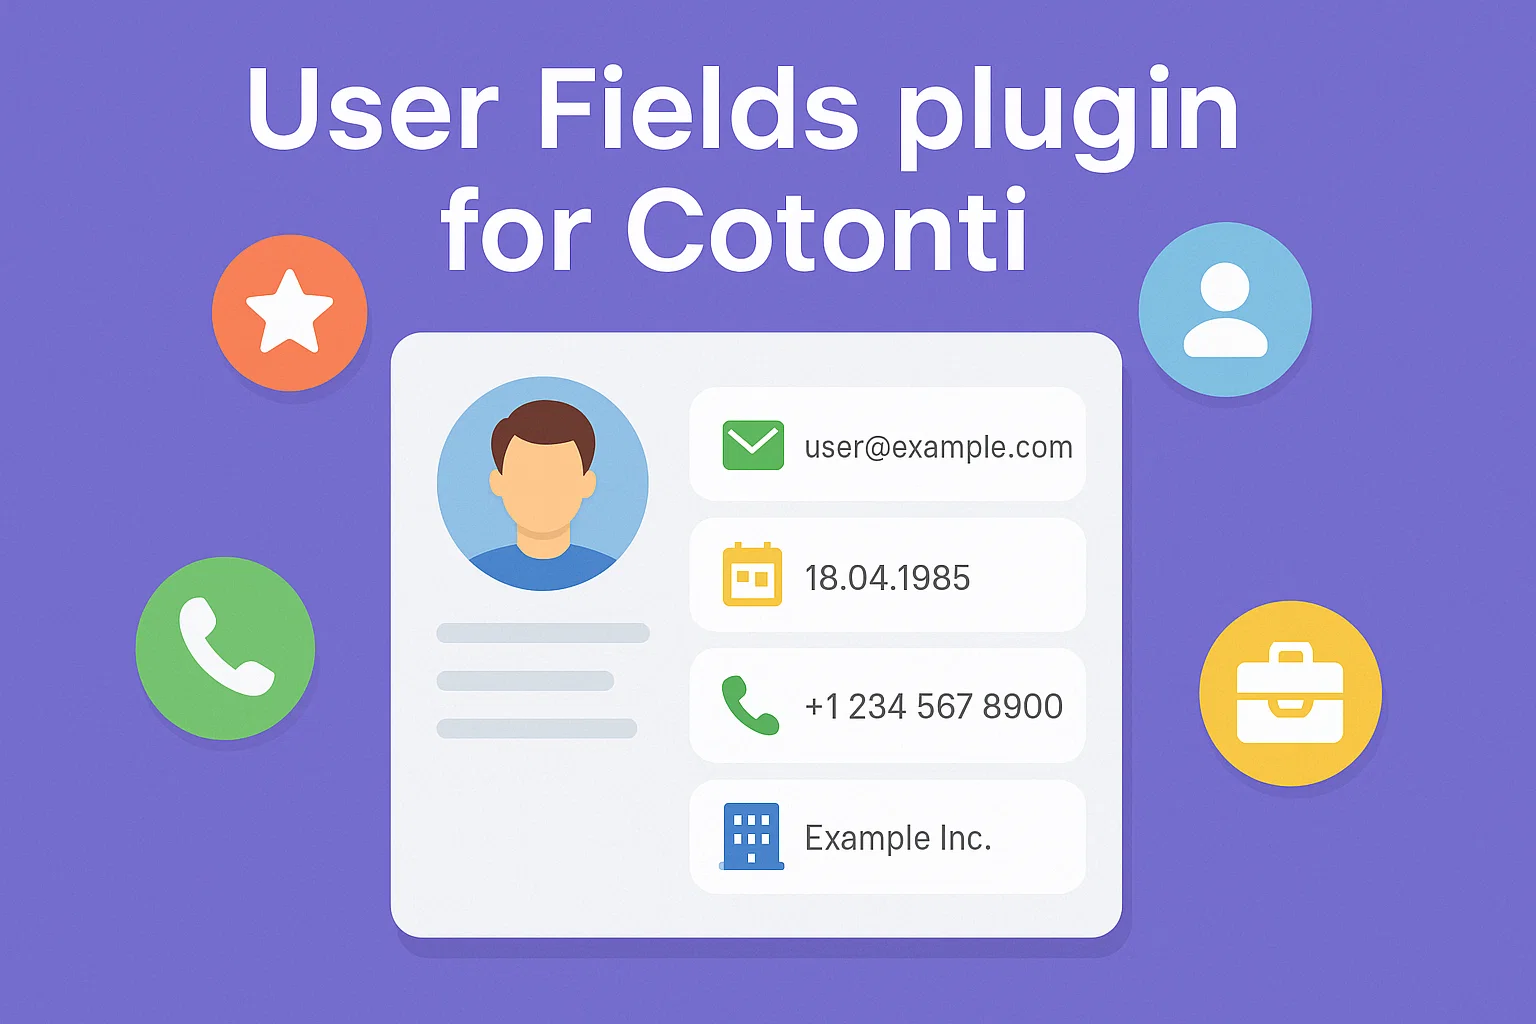 User Fields plugin
for Cotonti
user@example.com
18.04.1985
+1 234 567 8900
Example Inc.